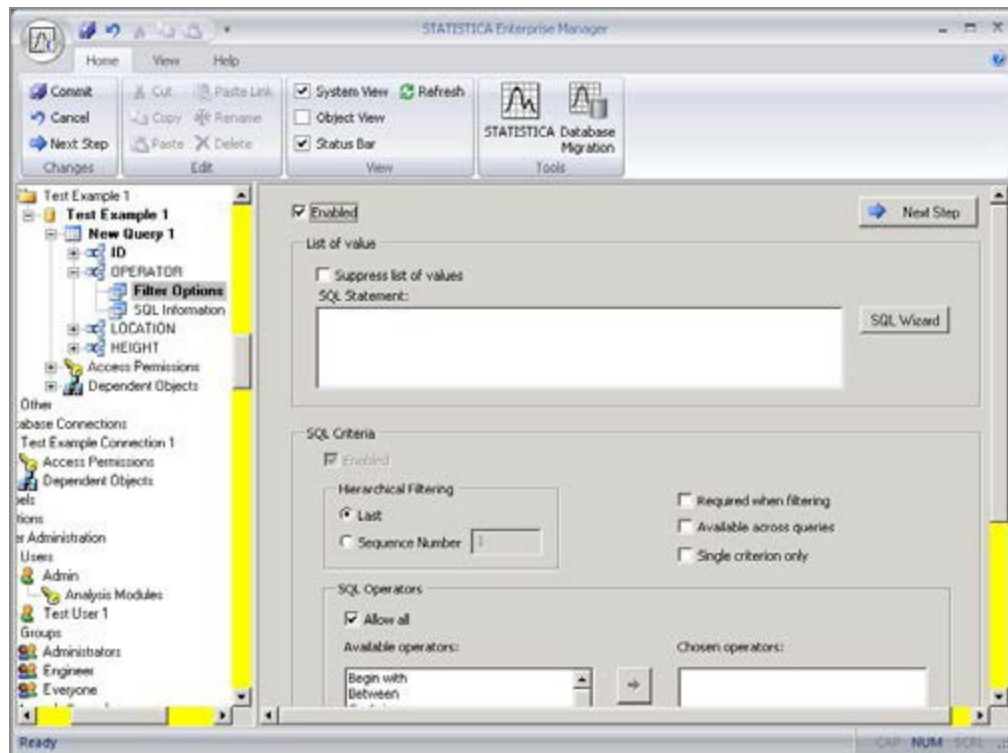 STATISTICA Enterprise Manager
Home View Help
Commit
Cancel
Next Step
Changes
Cut Paste Link
Copy Rename
Paste Delete
Edit
System View Refresh
Object View
Status Bar
View
STATISTICA Database Migration
Tools
Test Example 1
Test Example 1
New Query 1
ID
OPERATOR
Filter Options
SQL Information
LOCATION
HEIGHT
Access Permissions
Dependent Objects
Other
abase Connections
Test Example Connection 1
Access Permissions
Dependent Objects
els
tions
er Administration
Users
Admin
Analysis Modules
Test User 1
Groups
Administrators
Engineer
Everyone
Enabled
Next Step
List of value
Suppress list of values
SQL Statement:
SQL Wizard
SQL Criteria
Enabled
Hierarchical Filtering
Last
Sequence Number 1
Required when filtering
Available across queries
Single criterion only
SQL Operators
Allow all
Available operators:
Chosen operators:
Begin with
Between
Ready
CAP NUM SCRL